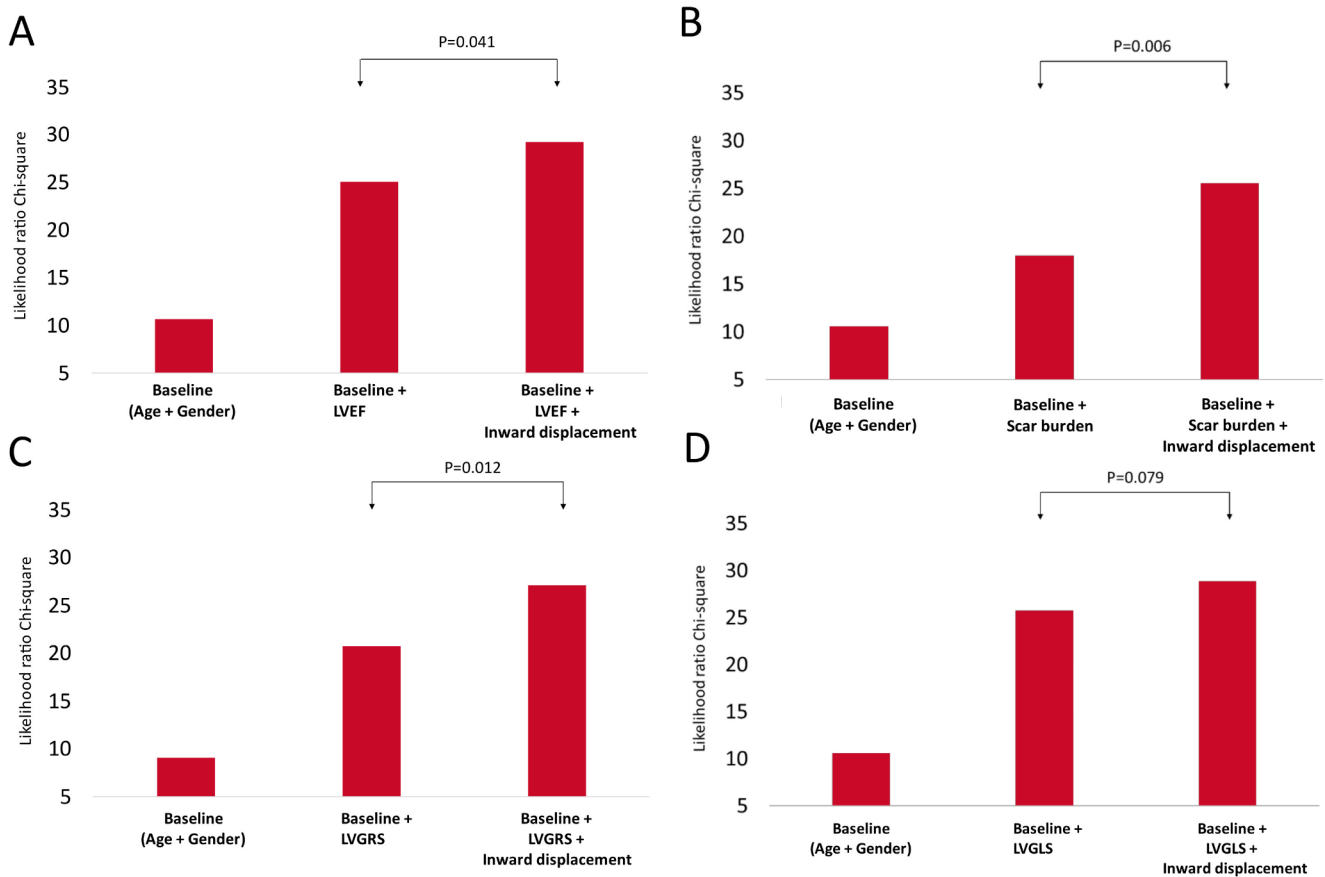 A
P=0.041
Likelihood ratio Chi-square
35
30
25
20
15
10
5
Baseline
(Age + Gender)
Baseline +
LVEF
Baseline +
LVEF +
Inward displacement
B
P=0.006
Likelihood ratio Chi-square
35
30
25
20
15
10
5
Baseline
(Age + Gender)
Baseline +
Scar burden
Baseline +
Scar burden +
Inward displacement
C
P=0.012
Likelihood ratio Chi-square
35
30
25
20
15
10
5
Baseline
(Age + Gender)
Baseline +
LVGRS
Baseline +
LVGRS +
Inward displacement
D
P=0.079
Likelihood ratio Chi-square
35
30
25
20
15
10
5
Baseline
(Age + Gender)
Baseline +
LVGLS
Baseline +
LVGLS +
Inward displacement